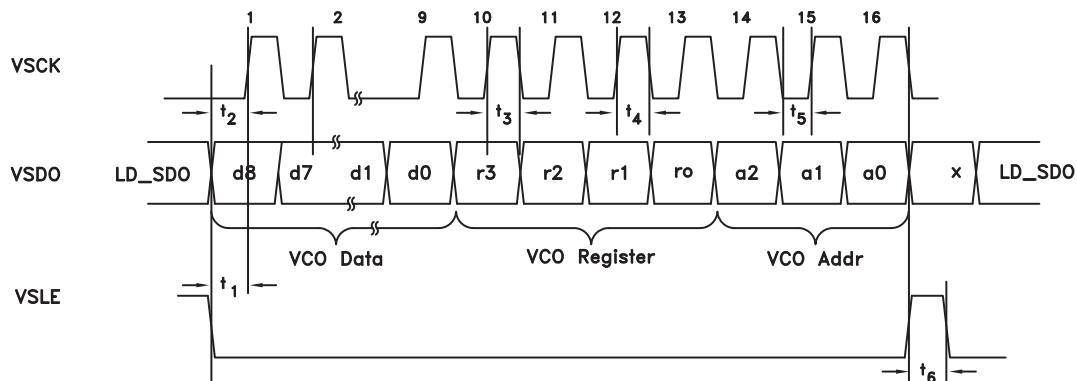 1 2 9 10 11 12 13 14 15 16
VSCK
t2 t3 t4 t5
VSDO LD_SDO d8 d7 d1 d0 r3 r2 r1 ro a2 a1 a0 x LD_SDO
VCO Data VCO Register VCO Addr
t1
VSLE
t6